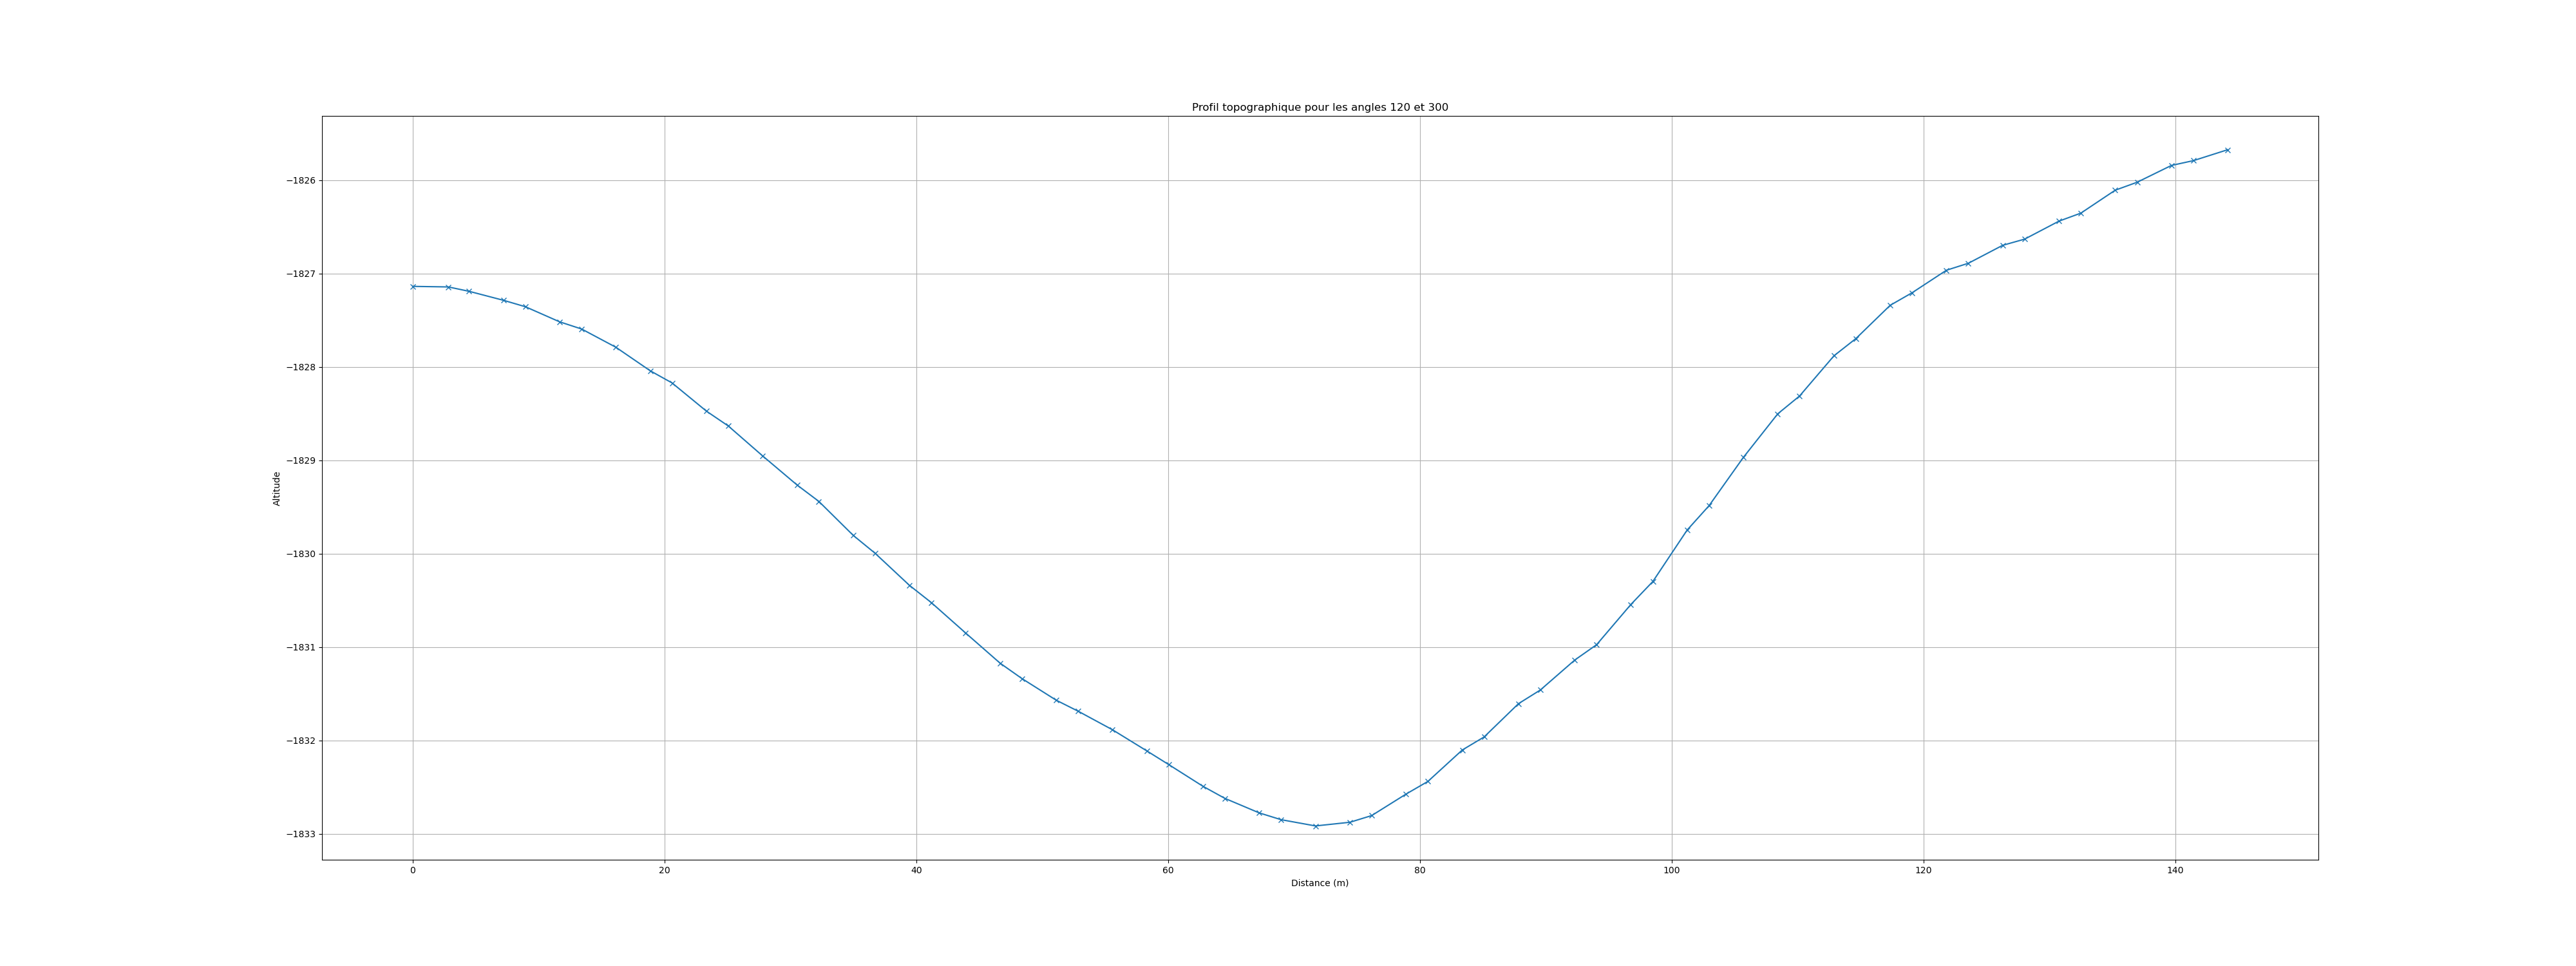 Profil topographique pour les angles 120 et 300
−1826
−1827
−1828
−1829
−1830
−1831
−1832
−1833
Altitude
0 20 40 60 80 100 120 140
Distance (m)